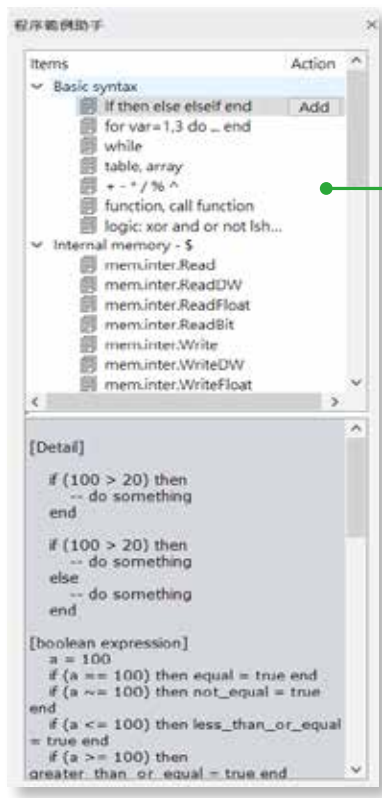 程序範例助手
Items Action
Basic syntax
If then else elseif end Add
for var=1,3 do ... end
while
table, array
+ - * / % ^
function, call function
logic: xor and or not lsh...
Internal memory - $
mem.inter.Read
mem.inter.ReadDW
mem.inter.ReadFloat
mem.inter.ReadBit
mem.inter.Write
mem.inter.WriteDW
mem.inter.WriteFloat
[Detail]
if (100 > 20) then
-- do something
end
if (100 > 20) then
-- do something
else
-- do something
end
[boolean expression]
a = 100
if (a == 100) then equal = true end
if (a ~= 100) then not_equal = true
end
if (a <= 100) then less_than_or_equal
= true end
if (a >= 100) then
greater_than_or_equal = true end